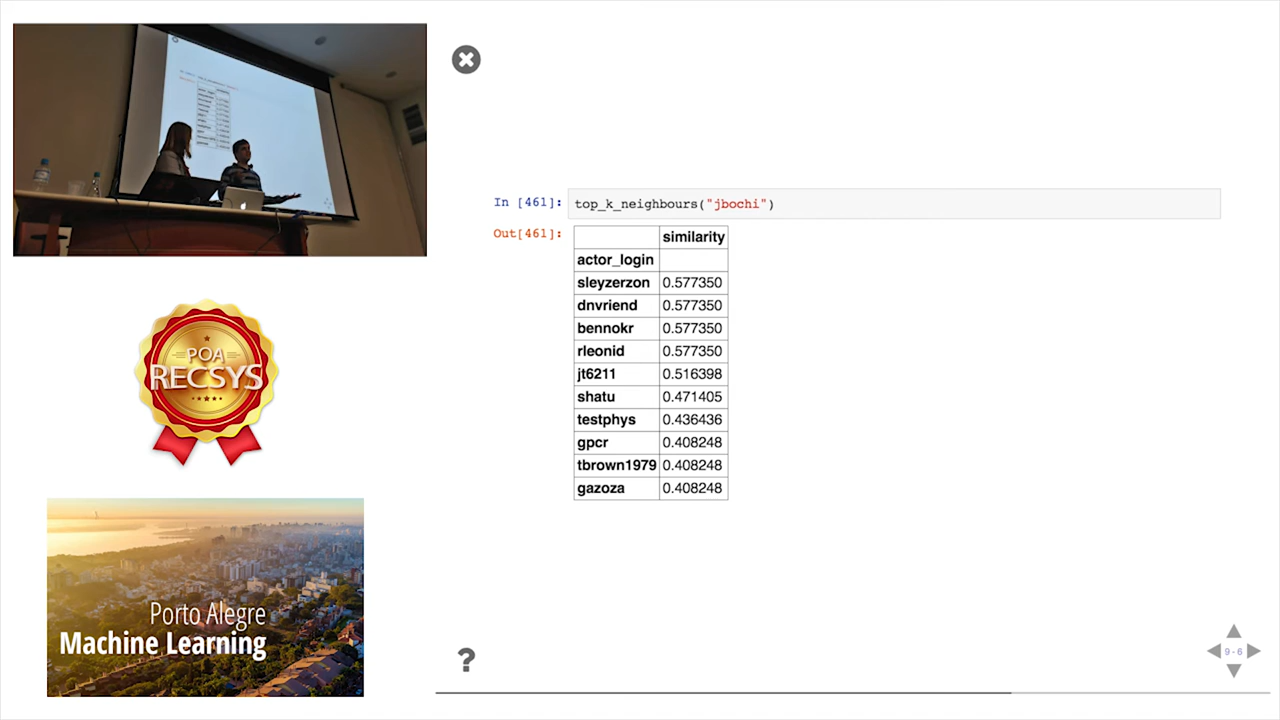 In [461]: top_k_neighbours("jbochi")
Out[461]:
similarity
actor_login
sleyzerzon 0.577350
dnvriend 0.577350
bennokr 0.577350
rleonid 0.577350
jt6211 0.516398
shatu 0.471405
testphys 0.436436
gpcr 0.408248
tbrown1979 0.408248
gazoza 0.408248
POA
RECSYS
Porto Alegre
Machine Learning
?
9-6